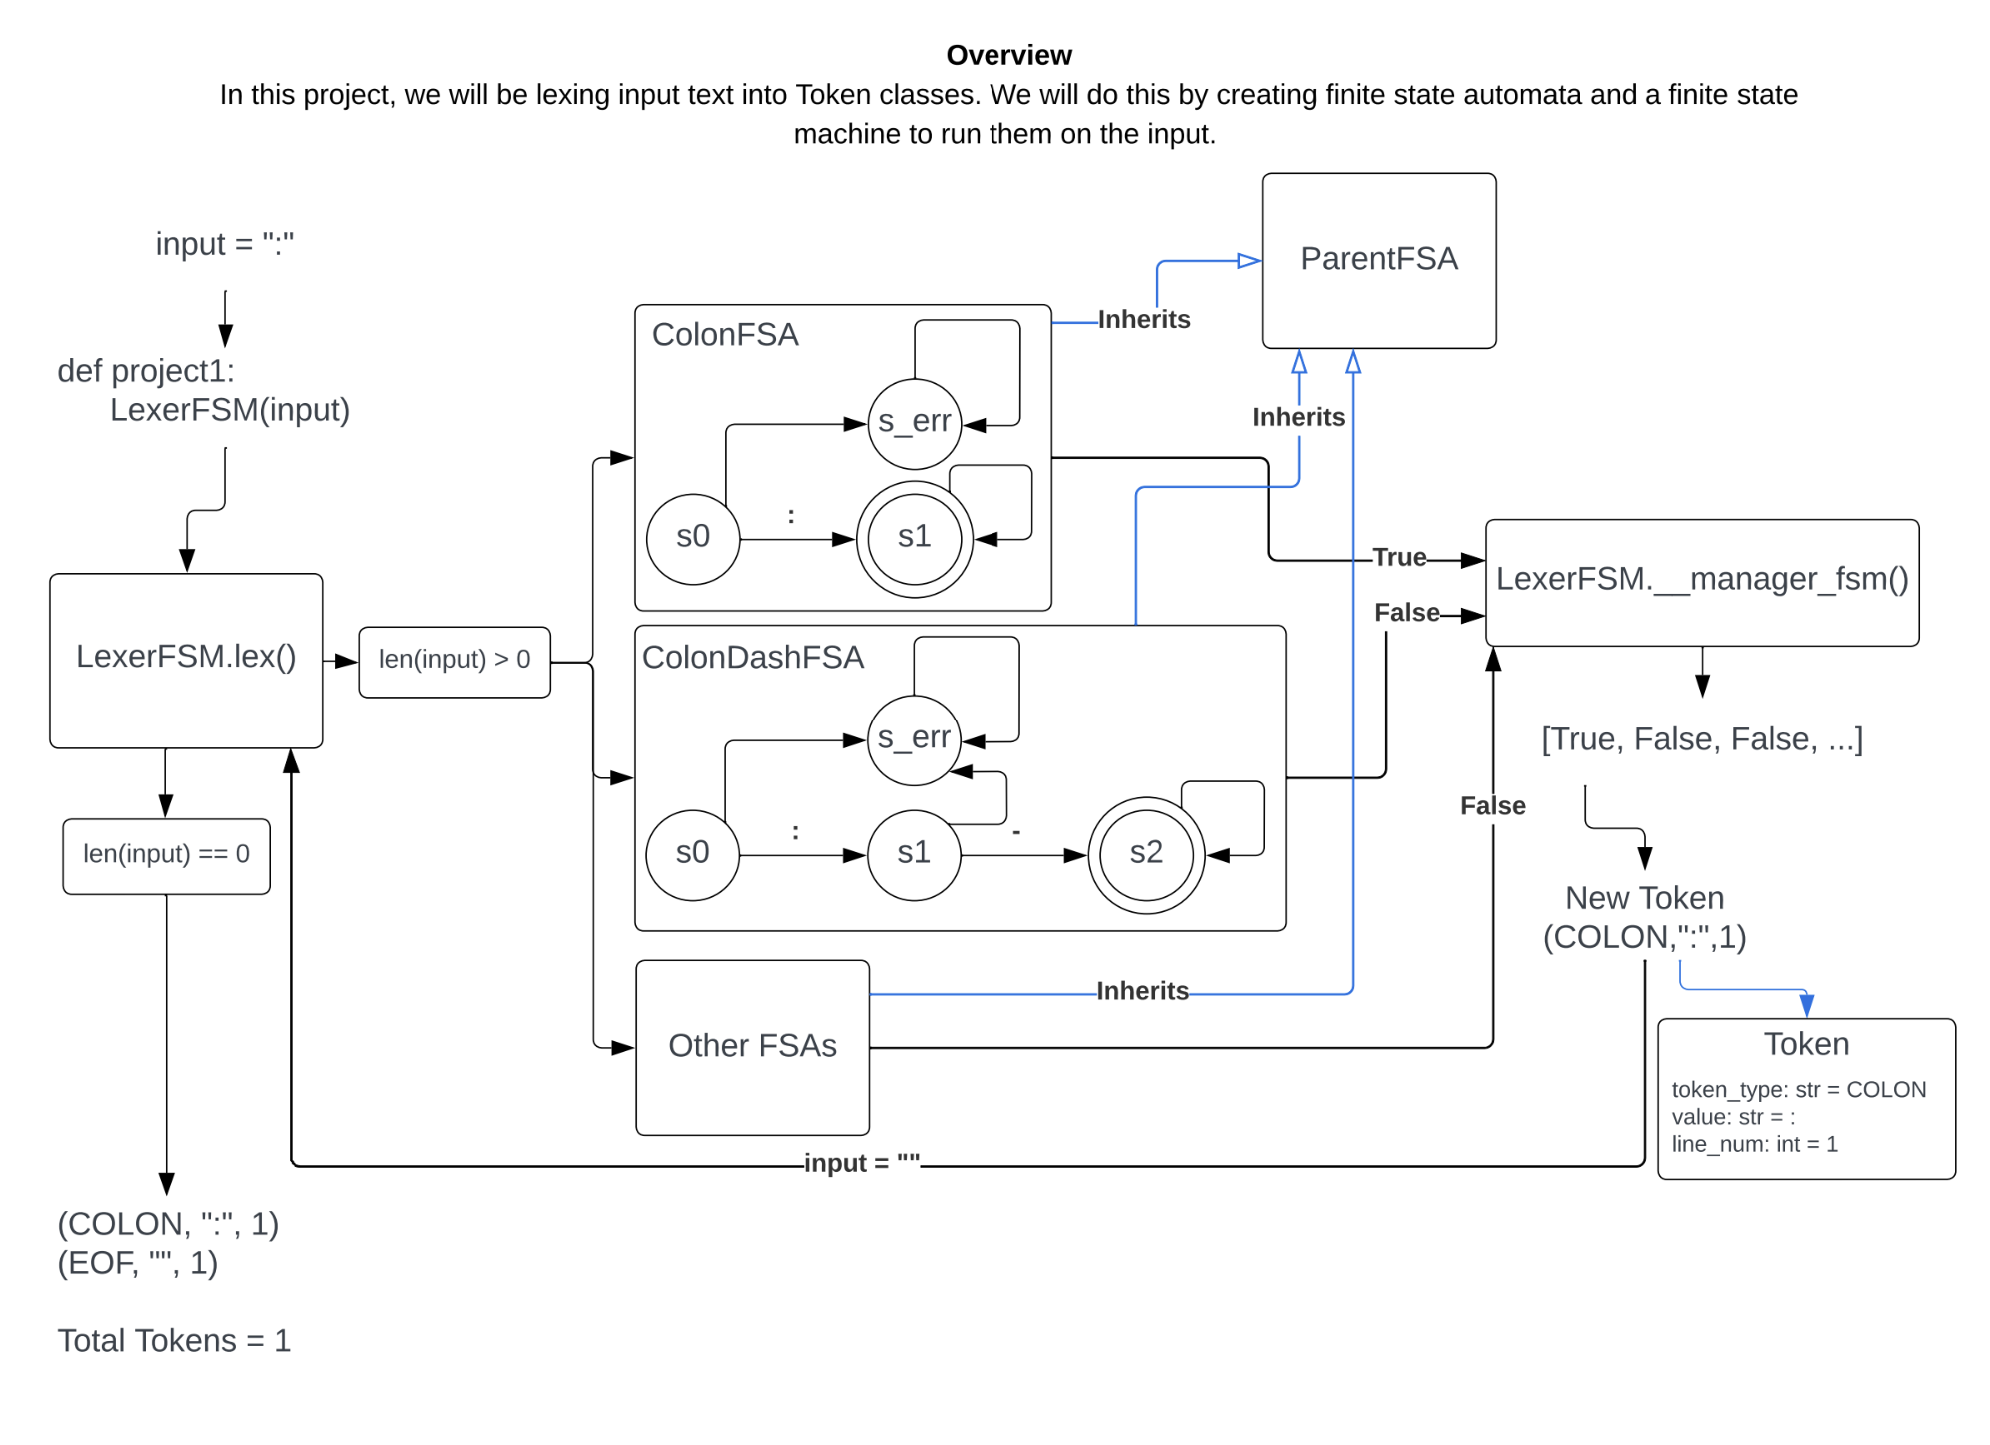 Overview
In this project, we will be lexing input text into Token classes. We will do this by creating finite state automata and a finite state
machine to run them on the input.
input = ":"
def project1:
LexerFSM(input)
LexerFSM.lex()
len(input) > 0
len(input) == 0
(COLON, ":", 1)
(EOF, "", 1)
Total Tokens = 1
ColonFSA
s_err
s0
:
s1
ColonDashFSA
s_err
s0
:
s1
-
s2
Other FSAs
Inherits
Inherits
Inherits
ParentFSA
True
False
False
LexerFSM.__manager_fsm()
[True, False, False, ...]
New Token
(COLON,":",1)
Token
token_type: str = COLON
value: str = :
line_num: int = 1
input = ""